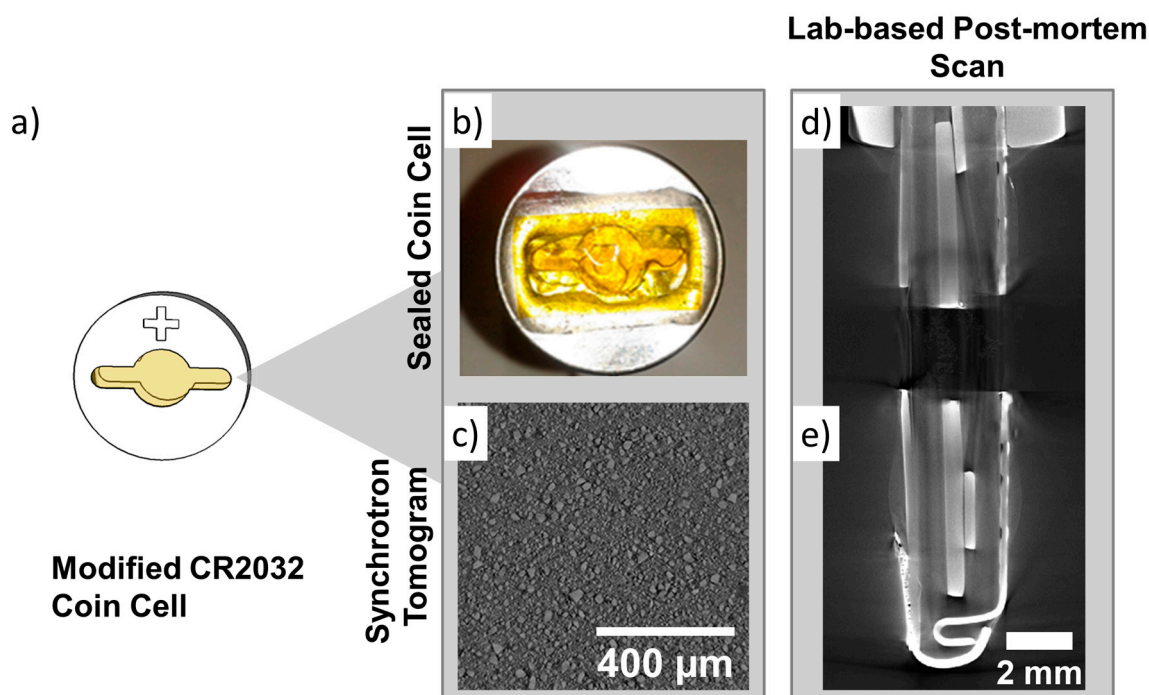 Lab-based Post-mortem
Scan
a)
b)
d)
Sealed Coin Cell
c)
e)
Synchrotron
Tomogram
Modified CR2032
Coin Cell
400 μm
2 mm